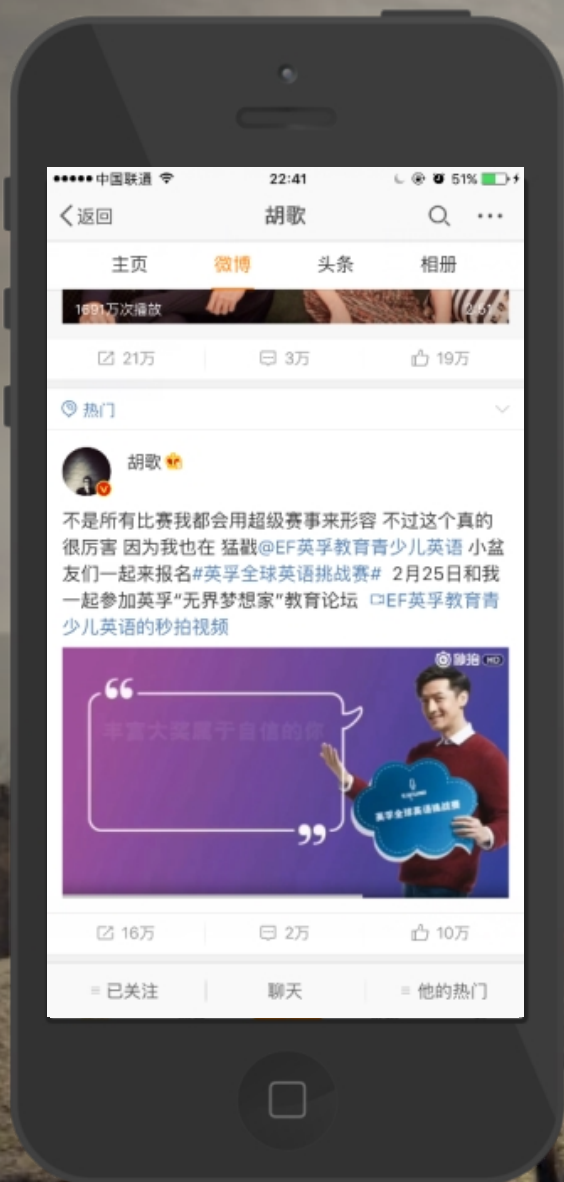 中国联通 22:41 51%
返回 胡歌
主页 微博 头条 相册
1691万次播放 2:51
21万 3万 19万
热门
胡歌
不是所有比赛我都会用超级赛事来形容 不过这个真的
很厉害 因为我也在 猛戳@EF英孚教育青少儿英语 小盆
友们一起来报名#英孚全球英语挑战赛# 2月25日和我
一起参加英孚“无界梦想家”教育论坛 EF英孚教育青
少儿英语的秒拍视频
秒拍 HD
丰富大奖属于自信的你
英孚全球英语挑战赛
16万 2万 10万
已关注 聊天 他的热门